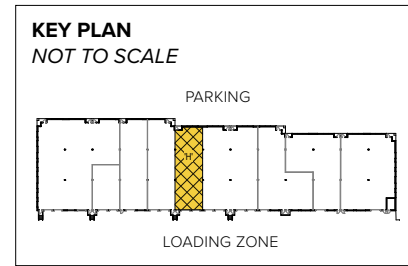 KEY PLAN
NOT TO SCALE
PARKING
'H'
LOADING ZONE